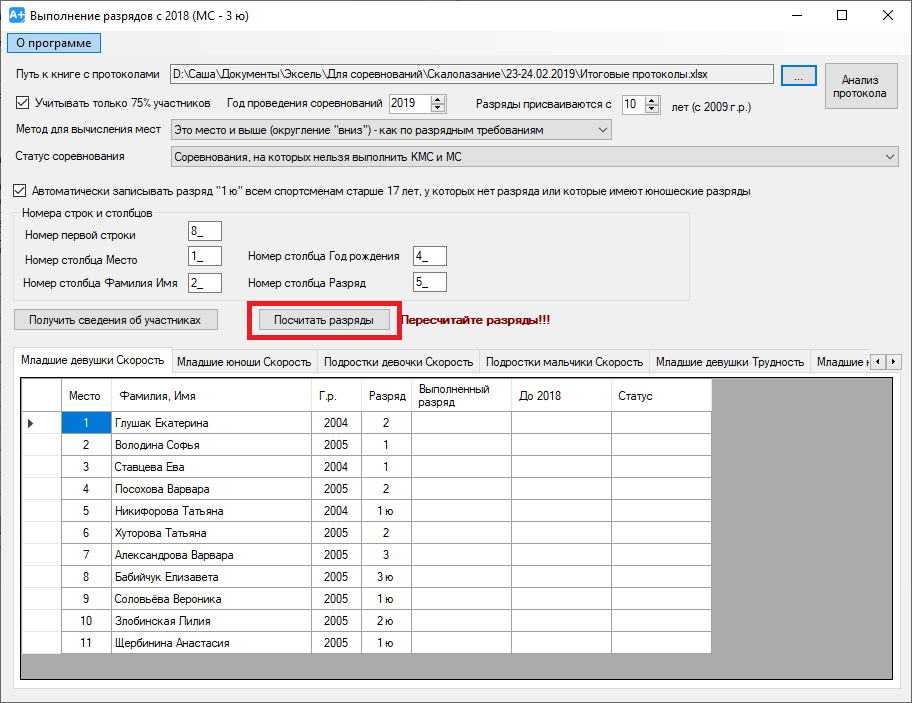 A+ Выполнение разрядов с 2018 (МС - 3 ю)
О программе
Путь к книге с протоколами D:\Саша\Документы\Эксель\Для соревнований\Скалолазание\23-24.02.2019\Итоговые протоколы.xlsx ... Анализ протокола
Учитывать только 75% участников Год проведения соревнований 2019 Разряды присваиваются с 10 лет (с 2009 г.р.)
Метод для вычисления мест Это место и выше (округление "вниз") - как по разрядным требованиям
Статус соревнования Соревнования, на которых нельзя выполнить КМС и МС
Автоматически записывать разряд "1 ю" всем спортсменам старше 17 лет, у которых нет разряда или которые имеют юношеские разряды
Номера строк и столбцов
Номер первой строки 8_
Номер столбца Место 1_ Номер столбца Год рождения 4_
Номер столбца Фамилия Имя 2_ Номер столбца Разряд 5_
Получить сведения об участниках Посчитать разряды Пересчитайте разряды!!!
Младшие девушки Скорость Младшие юноши Скорость Подростки девочки Скорость Подростки мальчики Скорость Младшие девушки Трудность Младшие
Место Фамилия, Имя Г.р. Разряд Выполненный разряд До 2018 Статус
1 Глушак Екатерина 2004 2
2 Володина Софья 2005 1
3 Ставцева Ева 2004 1
4 Посохова Варвара 2005 2
5 Никифорова Татьяна 2005 1 ю
6 Хуторова Татьяна 2005 2
7 Александрова Варвара 2005 3
8 Бабийчук Елизавета 2005 3 ю
9 Соловьёва Вероника 2005 1 ю
10 Злобинская Лилия 2005 2 ю
11 Щербинина Анастасия 2005 1 ю